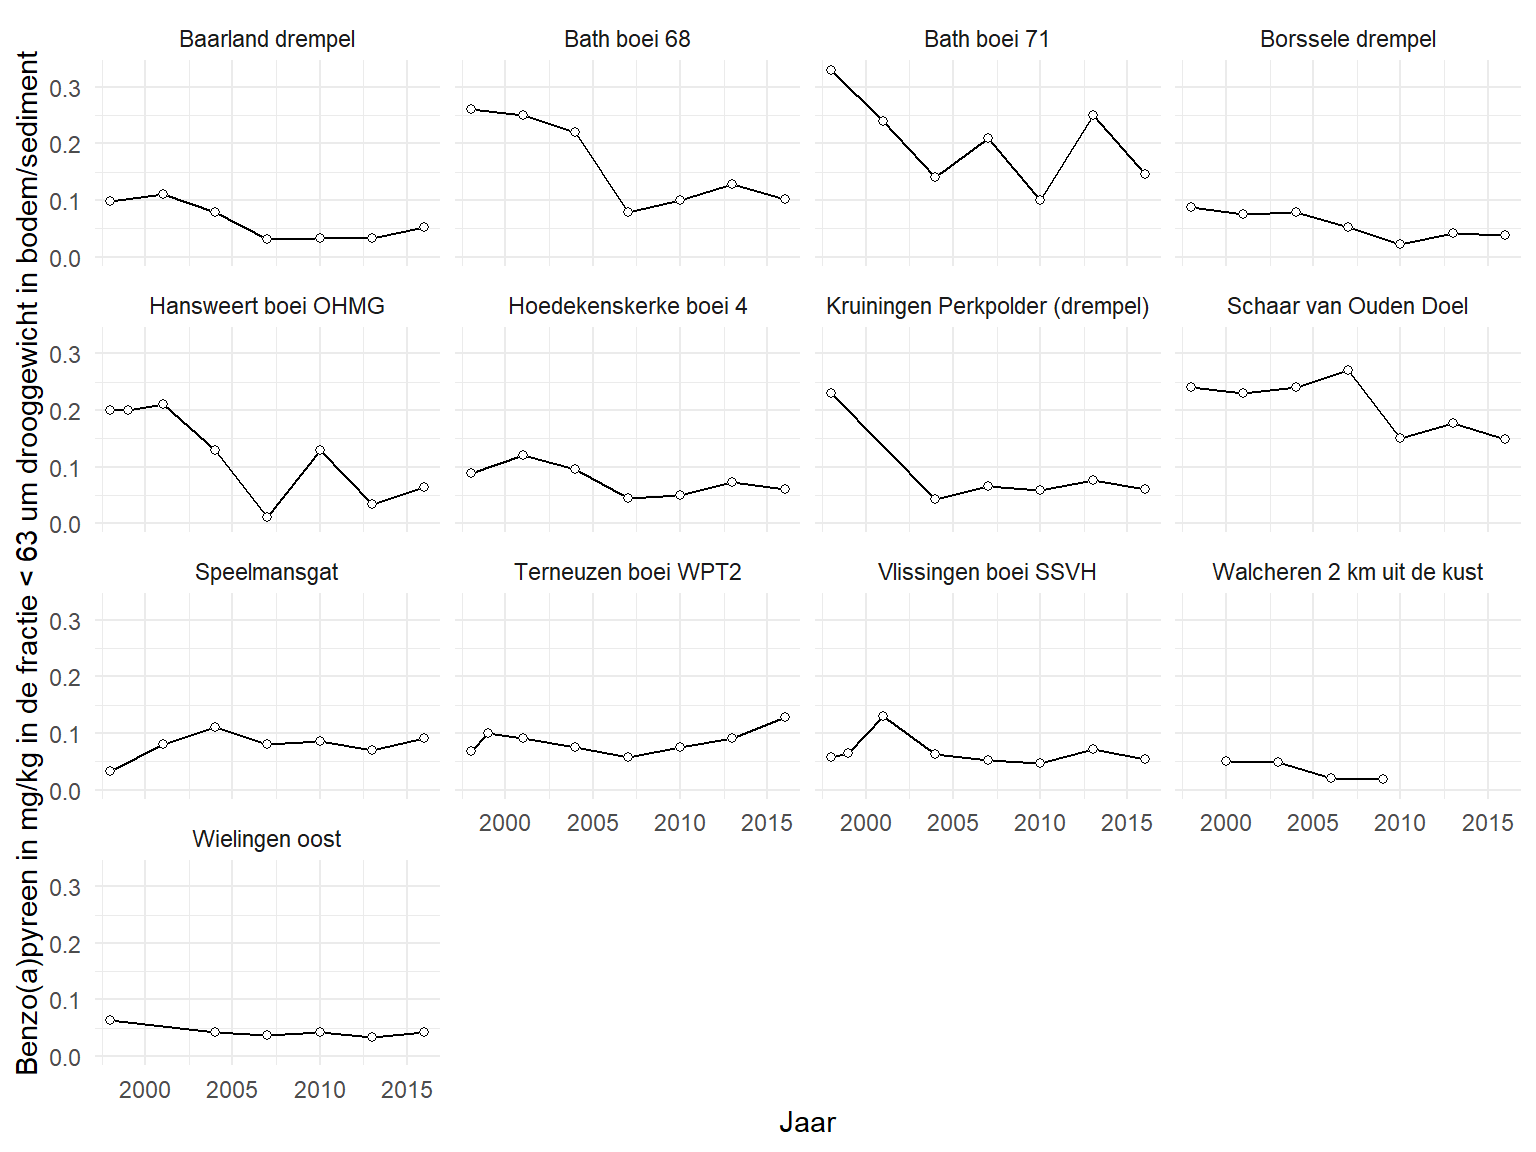 Benzo(a)pyreen in mg/kg in de fractie < 63 um drooggewicht in bodem/sediment
Baarland drempel
Bath boei 68
Bath boei 71
Borssele drempel
0.3
0.2
0.1
0.0
Hansweert boei OHMG
Hoedekenskerke boei 4
Kruiningen Perkpolder (drempel)
Schaar van Ouden Doel
0.3
0.2
0.1
0.0
Speelmansgat
Terneuzen boei WPT2
Vlissingen boei SSVH
Walcheren 2 km uit de kust
0.3
0.2
0.1
0.0
2000 2005 2010 2015
2000 2005 2010 2015
2000 2005 2010 2015
Wielingen oost
0.3
0.2
0.1
0.0
2000 2005 2010 2015
Jaar